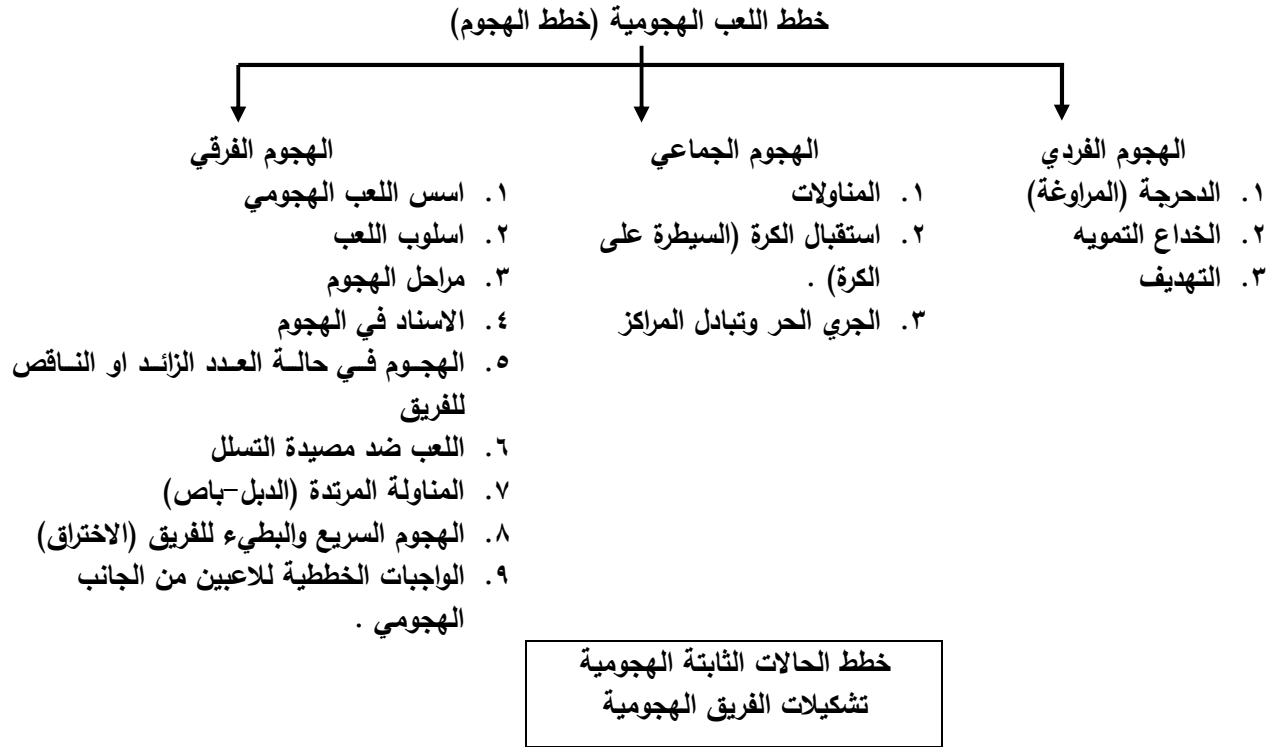 خطط اللعب الهجومية (خطط الهجوم)
الهجوم الفردي
١. الدحرجة (المراوغة)
٢. الخداع التمويه
٣. التهديف
الهجوم الجماعي
١. المناولات
٢. استقبال الكرة (السيطرة على
الكرة) .
٣. الجري الحر وتبادل المراكز
الهجوم الفرقي
١. اسس اللعب الهجومي
٢. اسلوب اللعب
٣. مراحل الهجوم
٤. الاسناد في الهجوم
٥. الهجوم في حالة العدد الزائد او الناقص
للفريق
٦. اللعب ضد مصيدة التسلل
٧. المناولة المرتدة (الدبل-باص)
٨. الهجوم السريع والبطيء للفريق (الاختراق)
٩. الواجبات الخططية للاعبين من الجانب
الهجومي .
خطط الحالات الثابتة الهجومية
تشكيلات الفريق الهجومية